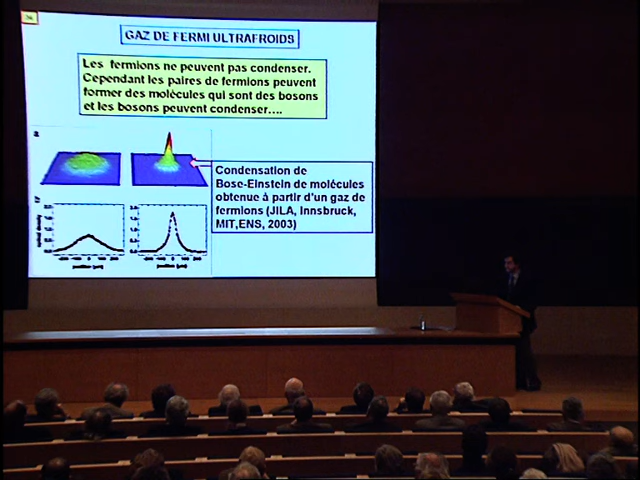 GAZ DE FERMI ULTRAFROIDS
Les fermions ne peuvent pas condenser.
Cependant les paires de fermions peuvent
former des molécules qui sont des bosons
et les bosons peuvent condenser....
a
Condensation de
Bose-Einstein de molécules
obtenue à partir d'un gaz de
fermions (JILA, Innsbruck,
MIT,ENS, 2003)